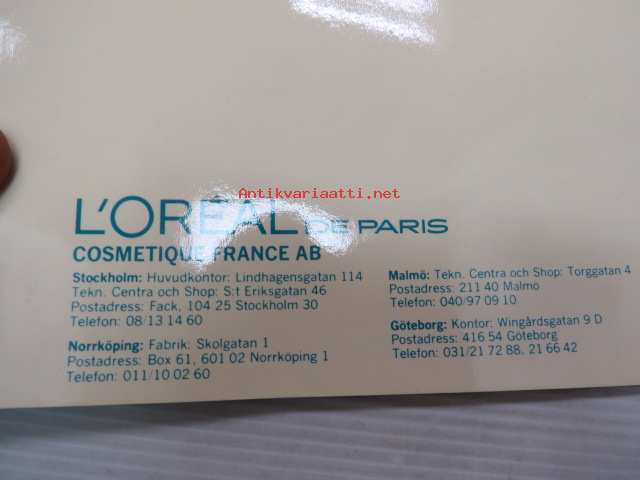 Antikvariaatti.net
L'ORÉAL DE PARIS
COSMETIQUE FRANCE AB
Stockholm: Huvudkontor: Lindhagensgatan 114
Tekn. Centra och Shop: S:t Eriksgatan 46
Postadress: Fack, 104 25 Stockholm 30
Telefon: 08/13 14 60
Norrköping: Fabrik: Skolgatan 1
Postadress: Box 61, 601 02 Norrköping 1
Telefon: 011/10 02 60
Malmö: Tekn. Centra och Shop: Torggatan 4
Postadress: 211 40 Malmö
Telefon: 040/97 09 10
Göteborg: Kontor: Wingårdsgatan 9 D
Postadress: 416 54 Göteborg
Telefon: 031/21 72 88, 21 66 42